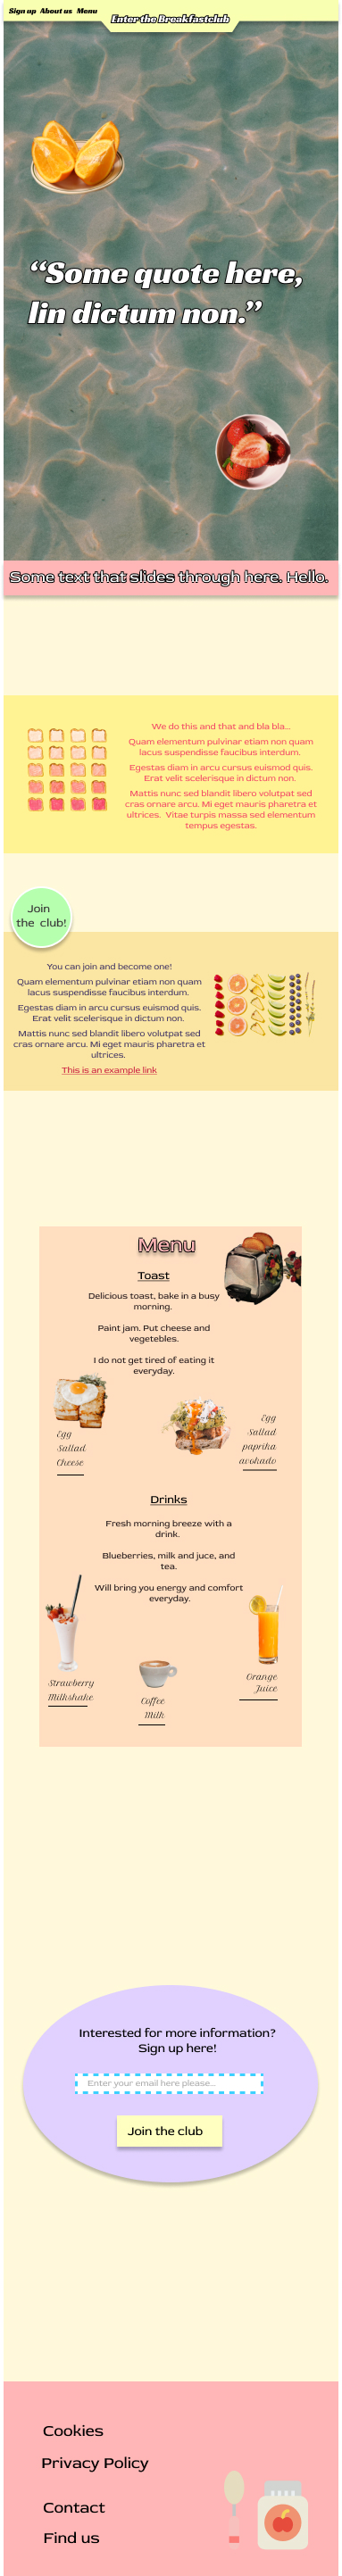 Sign up About us Menu
Enter the Breakfastclub
“Some quote here,
lin dictum non.”
Some text that slides through here. Hello.
We do this and that and bla bla...
Quam elementum pulvinar etiam non quam
lacus suspendisse faucibus interdum.
Egestas diam in arcu cursus euismod quis.
Erat velit scelerisque in dictum non.
Mattis nunc sed blandit libero volutpat sed
cras ornare arcu. Mi eget mauris pharetra et
ultrices. Vitae turpis massa sed elementum
tempus egestas.
Join
the club!
You can join and become one!
Quam elementum pulvinar etiam non quam
lacus suspendisse faucibus interdum.
Egestas diam in arcu cursus euismod quis.
Erat velit scelerisque in dictum non.
Mattis nunc sed blandit libero volutpat sed
cras ornare arcu. Mi eget mauris pharetra et
ultrices.
This is an example link
Menu
Toast
Delicious toast, bake in a busy
morning.
Paint jam. Put cheese and
vegetebles.
I do not get tired of eating it
everyday.
Egg
Sallad
Cheese
Egg
Sallad
paprika
avokado
Drinks
Fresh morning breeze with a
drink.
Blueberries, milk and juce, and
tea.
Will bring you energy and comfort
everyday.
Strawberry
Milkshake
Coffee
Milk
Orange
Juice
Interested for more information?
Sign up here!
Enter your email here please...
Join the club
Cookies
Privacy Policy
Contact
Find us